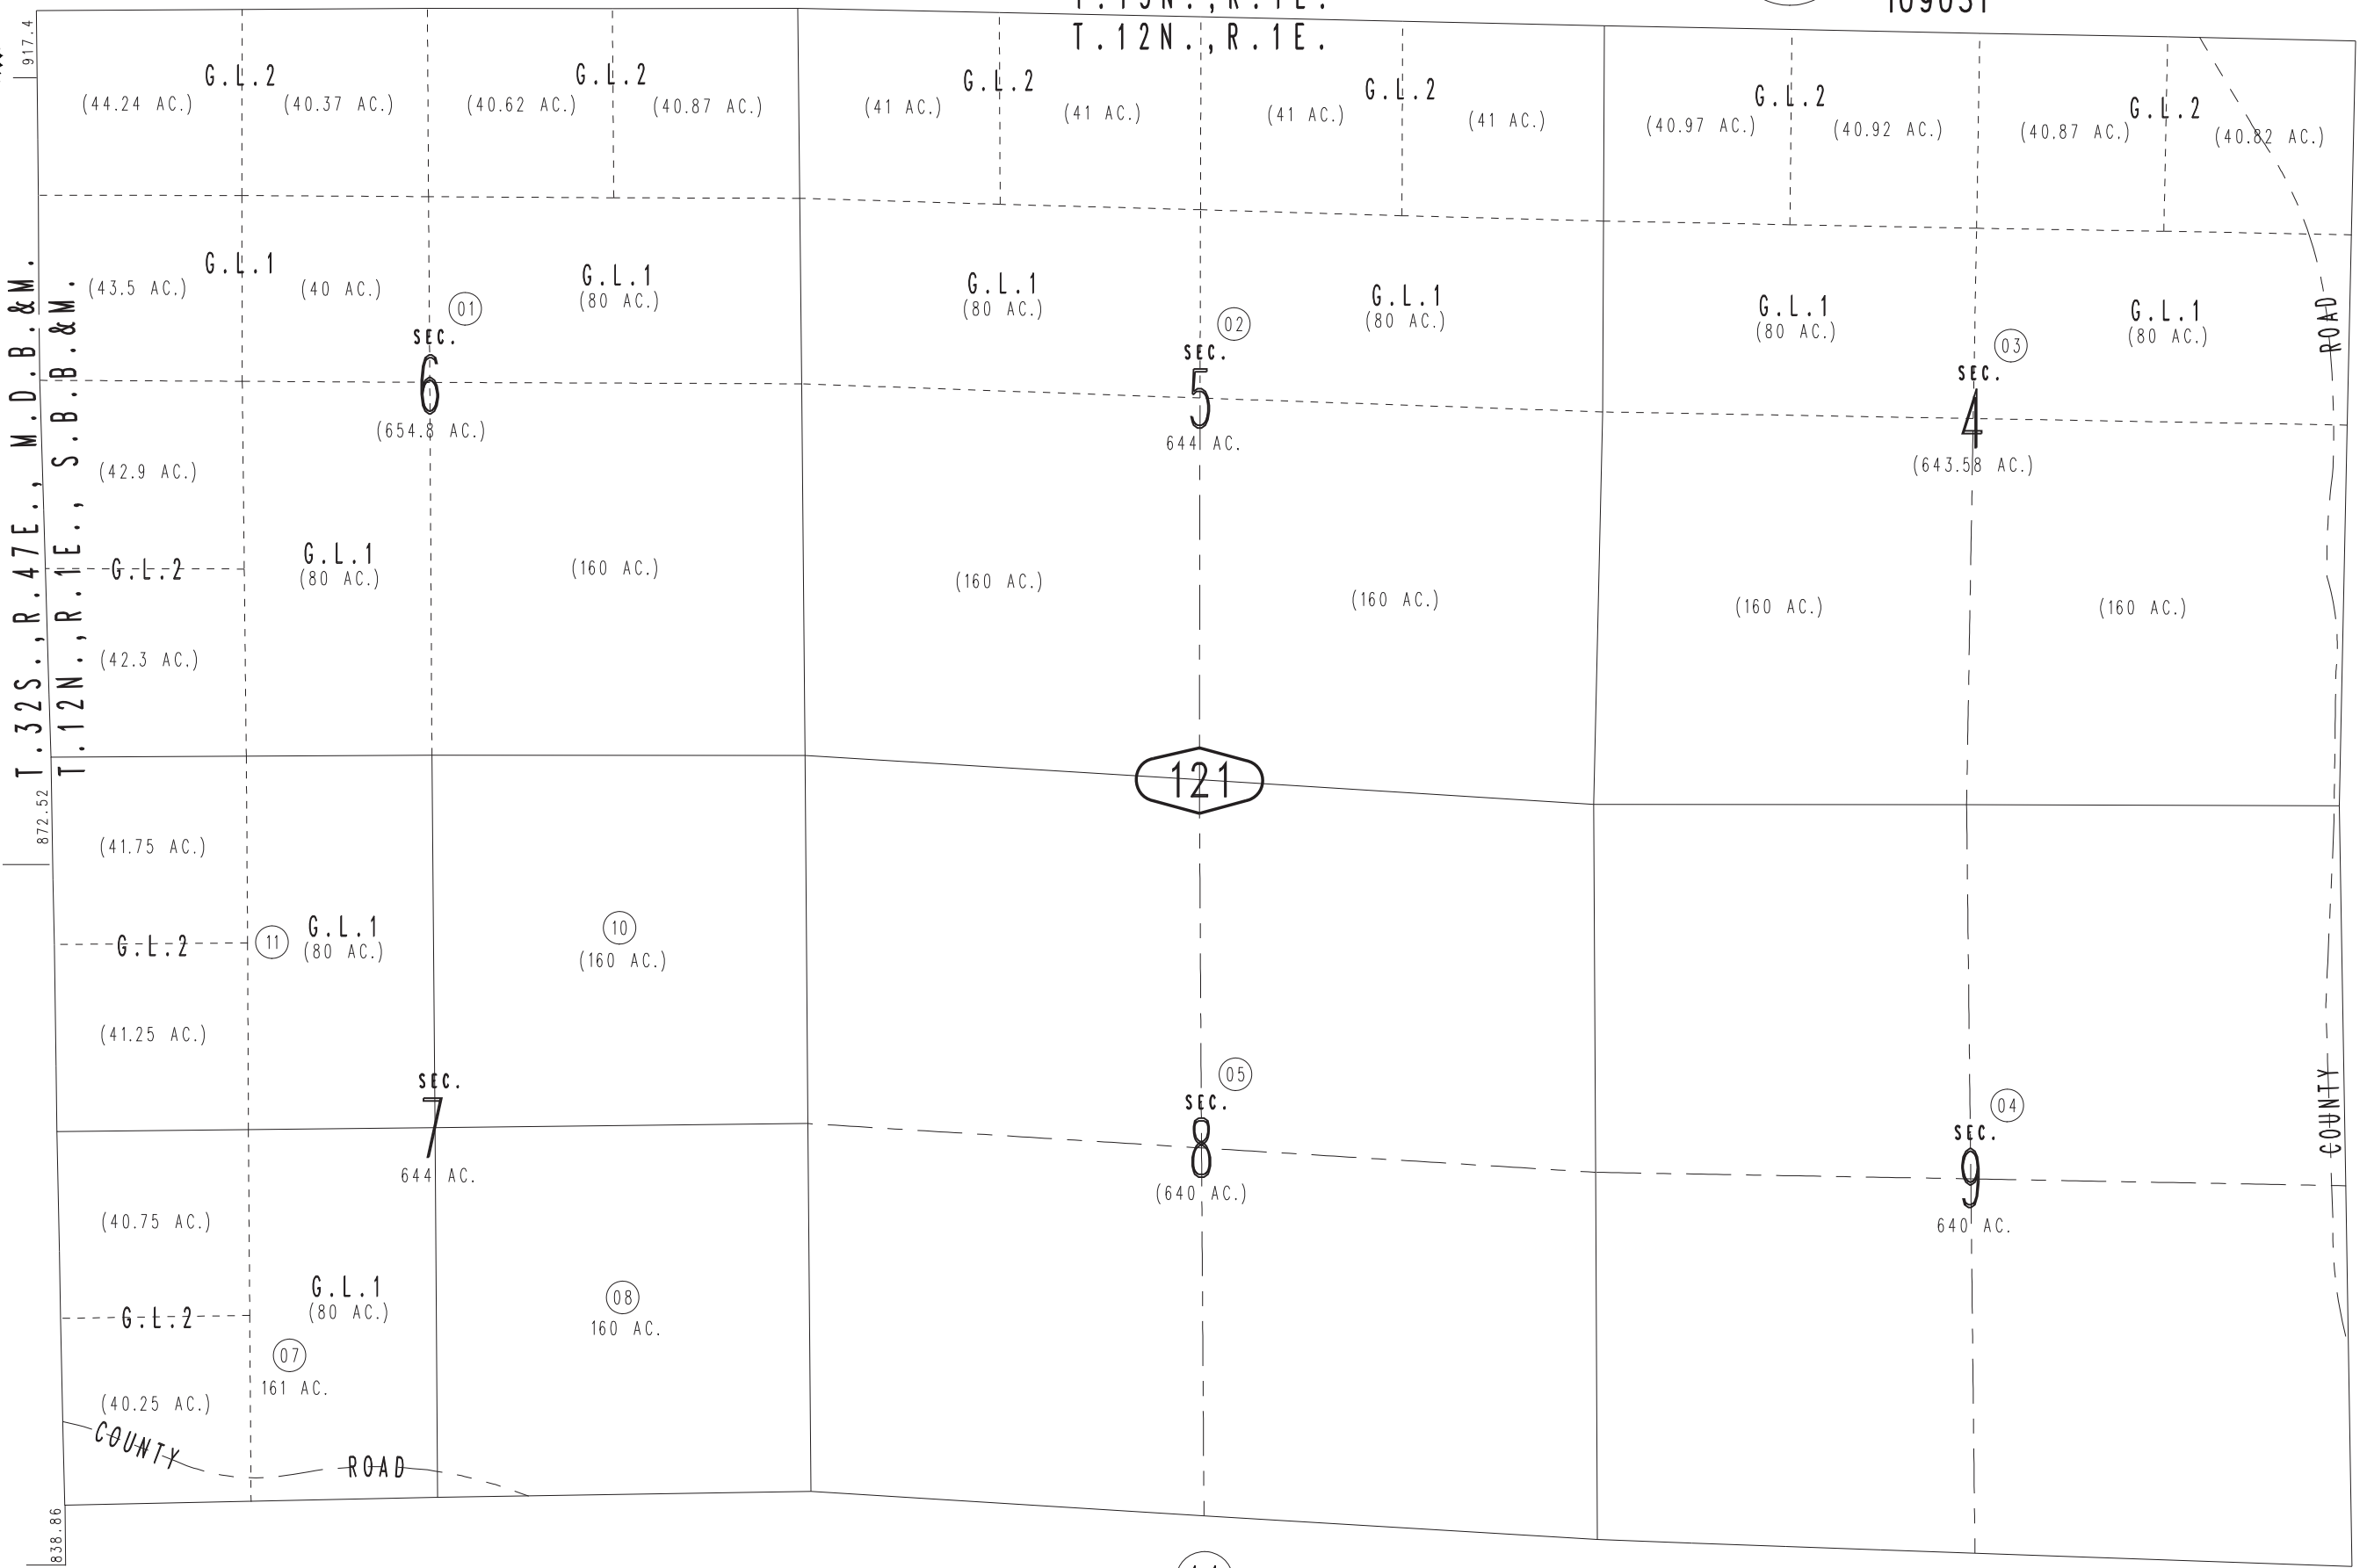 T.12N.,R.1E.
917.4
G.L.2
G.L.2
G.L.2
G.L.2
G.L.2
G.L.2
(44.24 AC.)
(40.37 AC.)
(40.62 AC.)
(40.87 AC.)
(41 AC.)
(41 AC.)
(41 AC.)
(41 AC.)
(40.97 AC.)
(40.92 AC.)
(40.87 AC.)
(40.82 AC.)
T.32S.,R.47E., M.D.B.&M.
T.12N.,R.1E., S.B.B.&M.
G.L.1
(43.5 AC.)
(40 AC.)
G.L.1
(80 AC.)
G.L.1
(80 AC.)
G.L.1
(80 AC.)
G.L.1
(80 AC.)
G.L.1
(80 AC.)
01
SEC.
6
(654.8 AC.)
02
SEC.
5
644 AC.
03
SEC.
4
(643.58 AC.)
ROAD
(42.9 AC.)
G.L.2
G.L.1
(80 AC.)
(160 AC.)
(160 AC.)
(160 AC.)
(160 AC.)
(160 AC.)
(42.3 AC.)
121
872.52
(41.75 AC.)
G.L.2
11
G.L.1
(80 AC.)
10
(160 AC.)
(41.25 AC.)
SEC.
7
644 AC.
05
SEC.
8
(640 AC.)
04
SEC.
9
640 AC.
COUNTY
(40.75 AC.)
G.L.2
G.L.1
(80 AC.)
08
160 AC.
07
161 AC.
(40.25 AC.)
COUNTY
ROAD
838.86